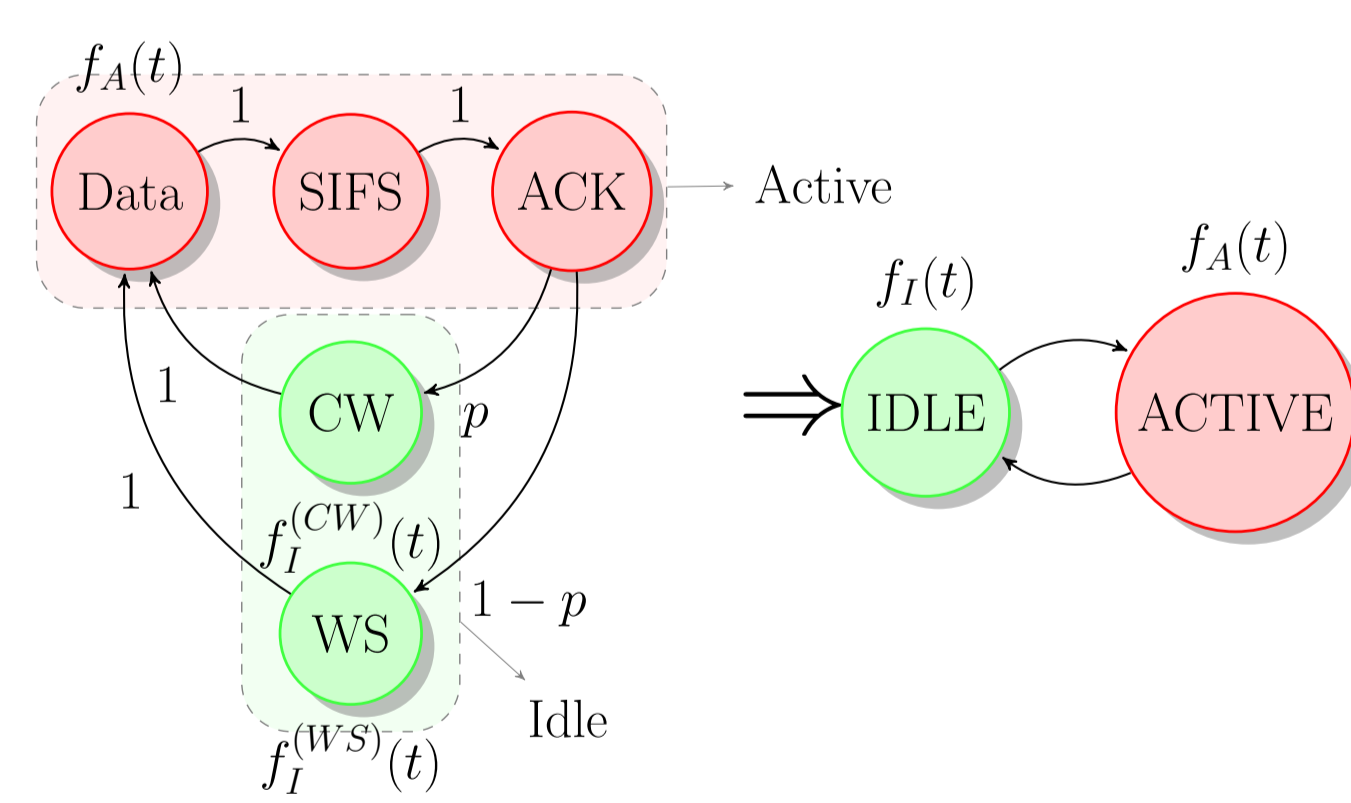 f_A(t)
1 1
Data SIFS ACK
Active
f_I(t) f_A(t)
1 CW p
⇒ IDLE ACTIVE
1
f_I^{(CW)}(t)
1 − p
WS
Idle
f_I^{(WS)}(t)